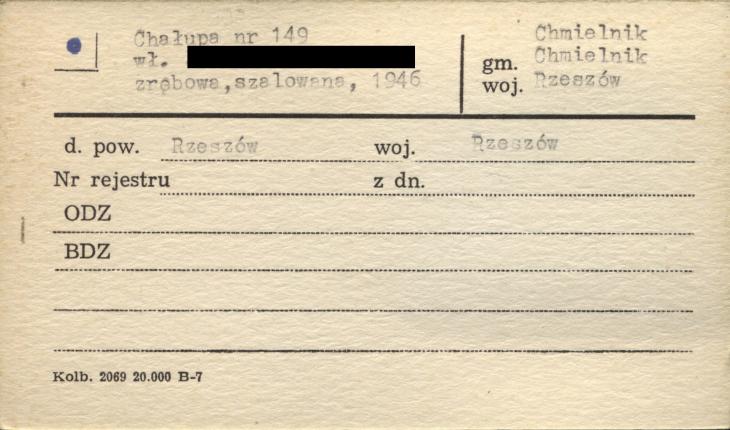 Chałupa nr 149
wł.
zrębowa,szalowana, 1946
Chmielnik
gm. Chmielnik
woj. Rzeszów
d. pow. Rzeszów woj. Rzeszów
Nr rejestru z dn.
ODZ
BDZ
Kolb. 2069 20.000 B-7